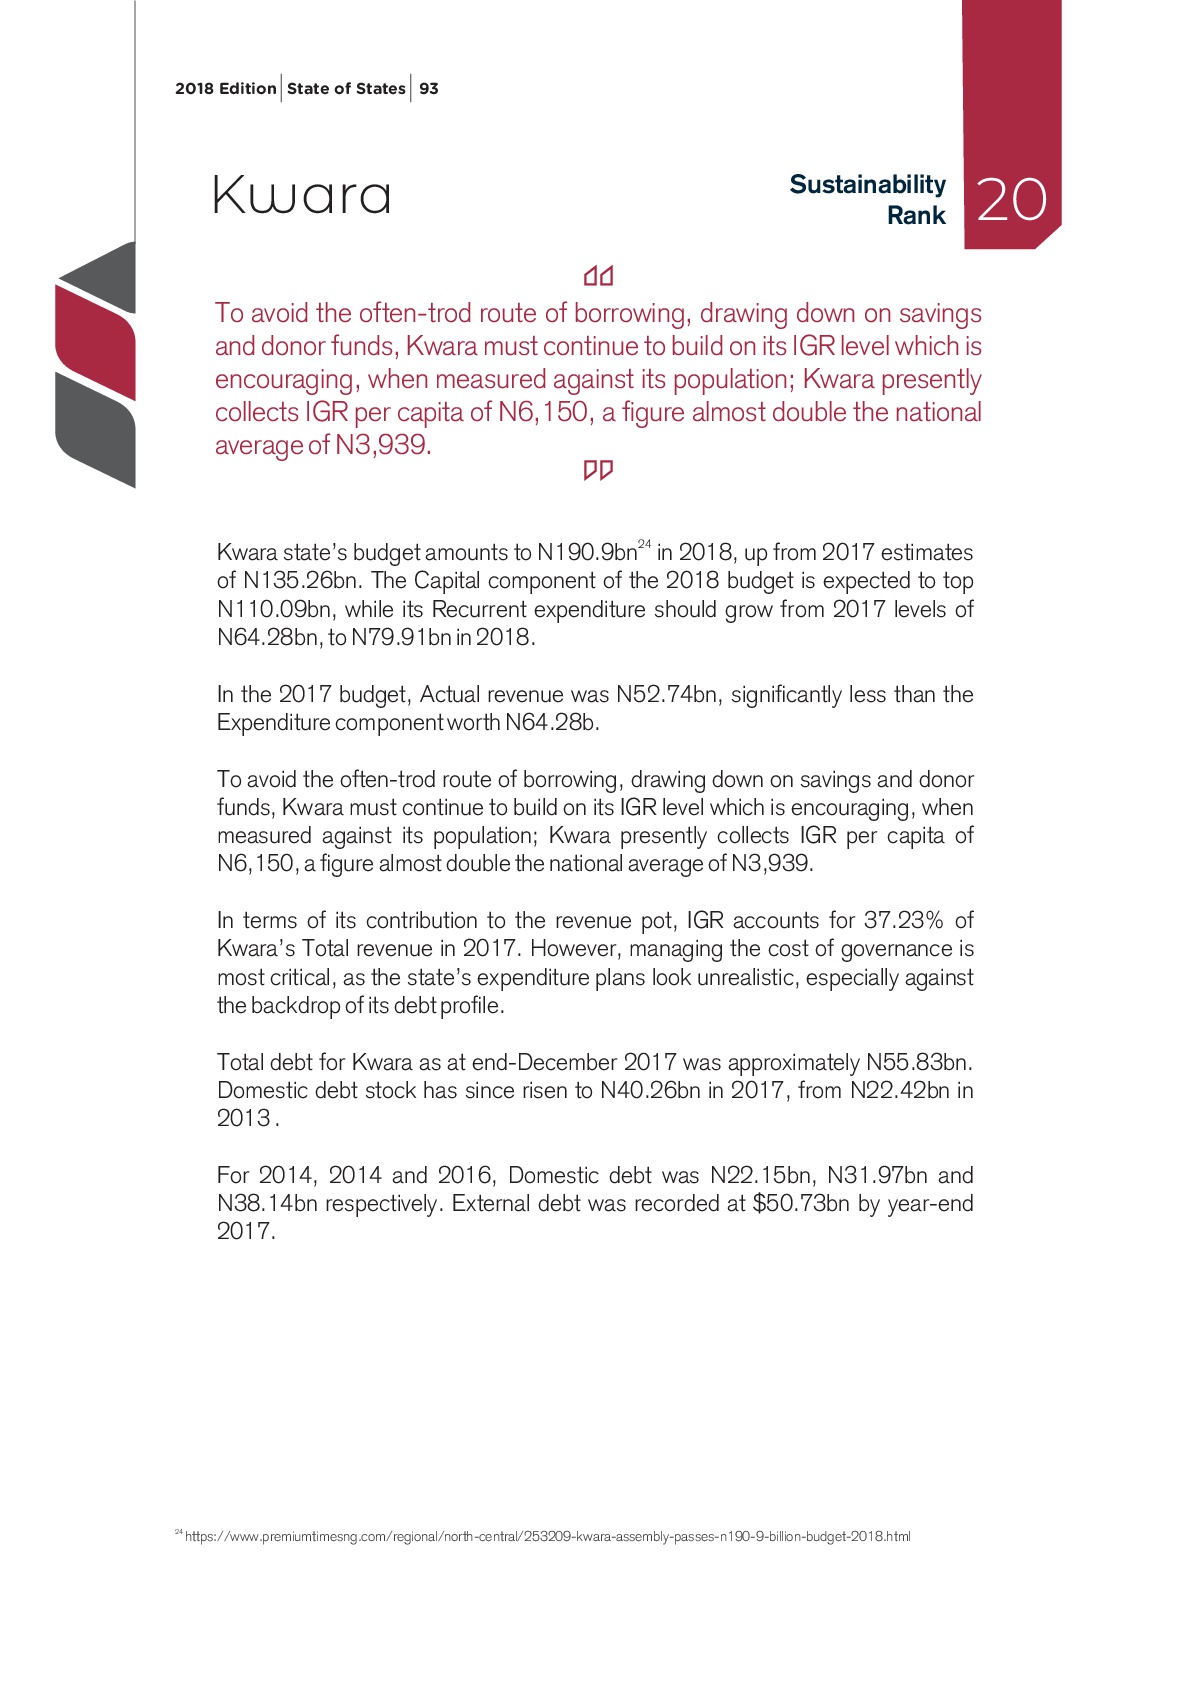 2018 Edition State of States 93
Kwara
Sustainability
Rank
20
To avoid the often-trod route of borrowing, drawing down on savings
and donor funds, Kwara must continue to build on its IGR level which is
encouraging, when measured against its population; Kwara presently
collects IGR per capita of N6,150, a figure almost double the national
average of N3,939.
Kwara state's budget amounts to N190.9bn24 in 2018, up from 2017 estimates
of N135.26bn. The Capital component of the 2018 budget is expected to top
N110.09bn, while its Recurrent expenditure should grow from 2017 levels of
N64.28bn, to N79.91bn in 2018.
In the 2017 budget, Actual revenue was N52.74bn, significantly less than the
Expenditure component worth N64.28b.
To avoid the often-trod route of borrowing, drawing down on savings and donor
funds, Kwara must continue to build on its IGR level which is encouraging, when
measured against its population; Kwara presently collects IGR per capita of
N6,150, a figure almost double the national average of N3,939.
In terms of its contribution to the revenue pot, IGR accounts for 37.23% of
Kwara's Total revenue in 2017. However, managing the cost of governance is
most critical, as the state's expenditure plans look unrealistic, especially against
the backdrop of its debt profile.
Total debt for Kwara as at end-December 2017 was approximately N55.83bn.
Domestic debt stock has since risen to N40.26bn in 2017, from N22.42bn in
2013 .
For 2014, 2014 and 2016, Domestic debt was N22.15bn, N31.97bn and
N38.14bn respectively. External debt was recorded at $50.73bn by year-end
2017.
24 https://www.premiumtimesng.com/regional/north-central/253209-kwara-assembly-passes-n190-9-billion-budget-2018.html